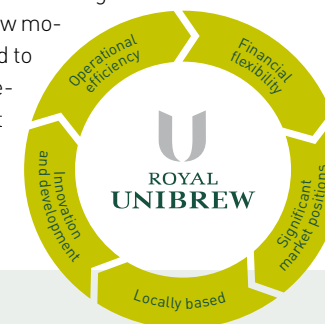 w mo-
d to
e-
t
Operational
efficiency
Financial
flexibility
Significant
market positions
Locally based
Innovation
and development
ROYAL
UNIBREW